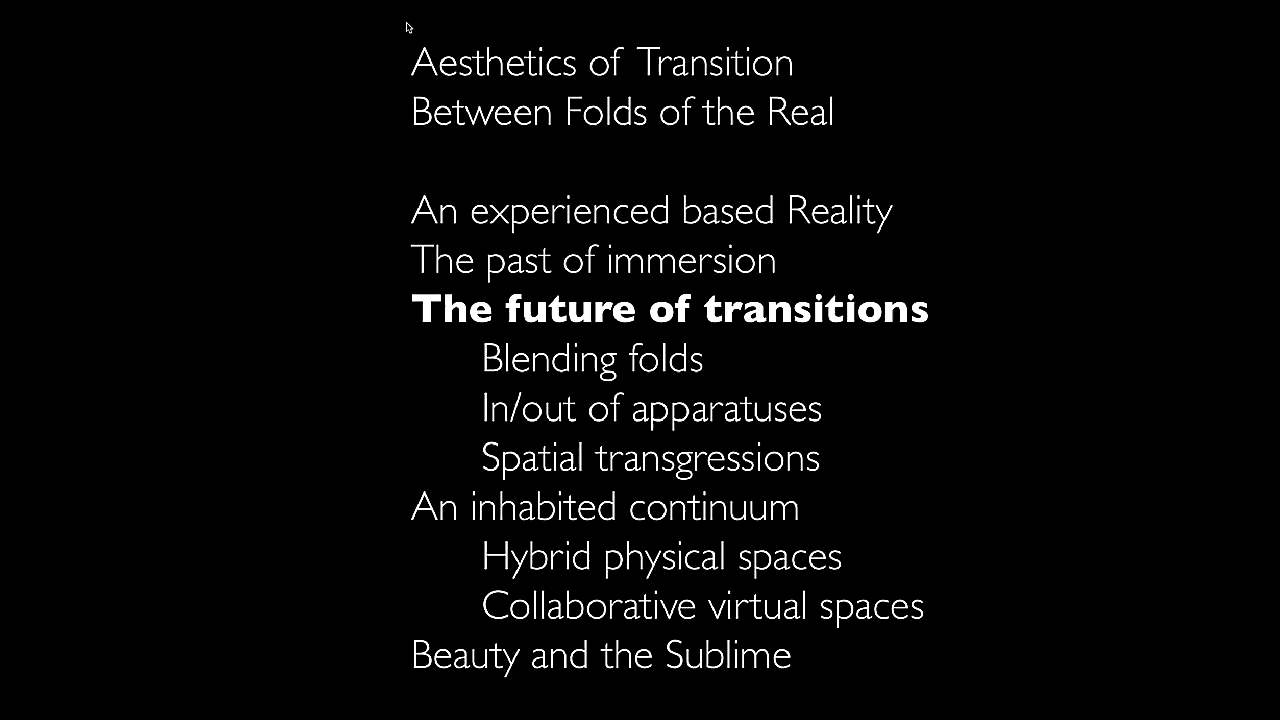 Aesthetics of Transition
Between Folds of the Real
An experienced based Reality
The past of immersion
The future of transitions
Blending folds
In/out of apparatuses
Spatial transgressions
An inhabited continuum
Hybrid physical spaces
Collaborative virtual spaces
Beauty and the Sublime